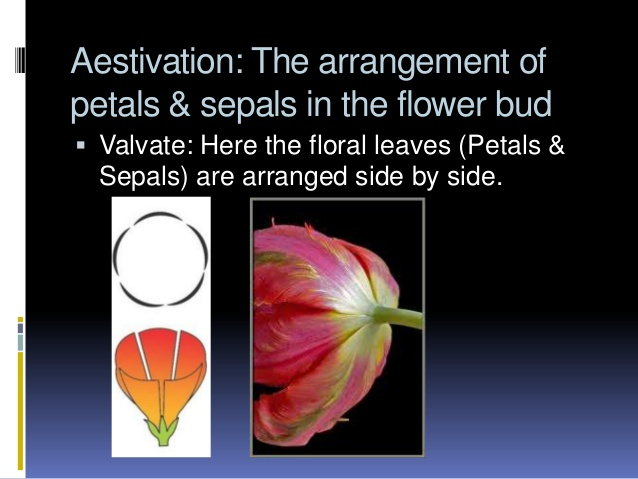 Aestivation: The arrangement of
petals & sepals in the flower bud
▪ Valvate: Here the floral leaves (Petals &
Sepals) are arranged side by side.